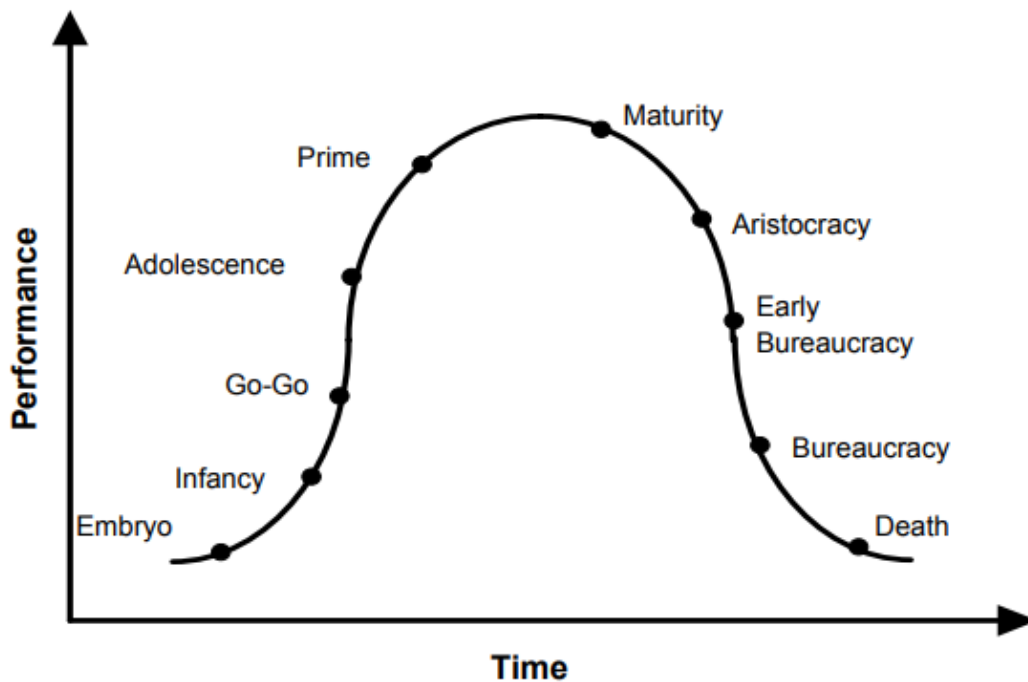 Maturity
Prime
Aristocracy
Adolescence
Early
Bureaucracy
Performance
Go-Go
Bureaucracy
Infancy
Embryo
Death
Time